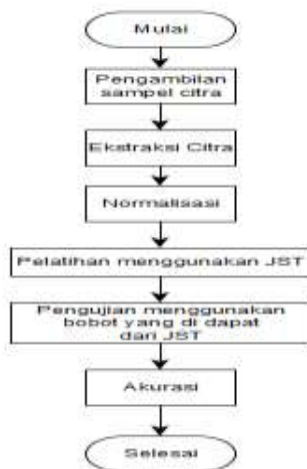 Mulai
Pengambilan
sampel citra
Ekstraksi Citra
Normalisasi
Pelatihan menggunakan JST
Pengujian menggunakan
bobot yang di dapat
dari JST
Akurasi
Selesai